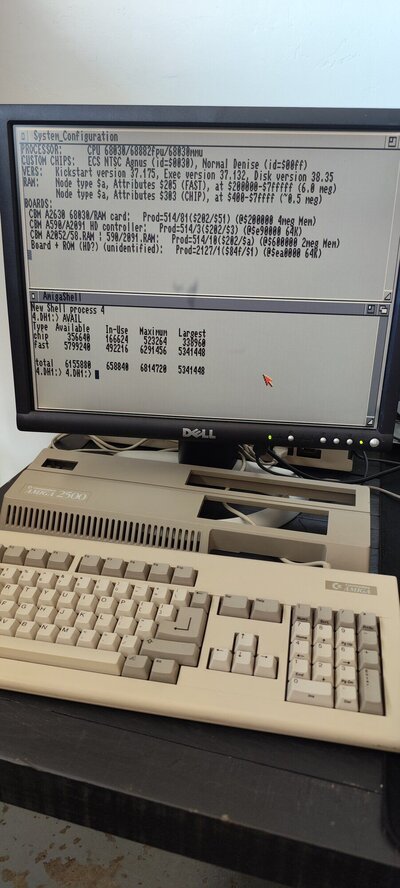 System_Configuration
PROCESSOR: CPU 68030/68882fpu/68030mmu
CUSTOM CHIPS: ECS NTSC Agnus (id=$0030), Normal Denise (id=$00ff)
VERS: Kickstart version 37.175, Exec version 37.132, Disk version 38.35
RAM: Node type $a, Attributes $205 (FAST), at $200000-$7fffff (6.0 meg)
Node type $a, Attributes $303 (CHIP), at $400-$7ffff (~0.5 meg)
BOARDS:
CBM A2630 68030/RAM card: Prod=514/81($202/$51) (@$200000 4meg Mem)
CBM A590/A2091 HD controller: Prod=514/3($202/$3) (@$e90000 64K)
CBM A2052/58.RAM ¦ 590/2091.RAM: Prod=514/10($202/$a) (@$600000 2meg Mem)
Board + ROM (HD?) (unidentified): Prod=2127/1($84f/$1) (@$ea0000 64K)
AmigaShell
New Shell process 4
4.DH1:> AVAIL
Type Available In-Use Maximum Largest
chip 356640 166624 523264 338960
fast 5799240 492216 6291456 5341448
total 6155880 658840 6814720 5341448
4.DH1:> 4.DH1:>
DELL
AMIGA 2500